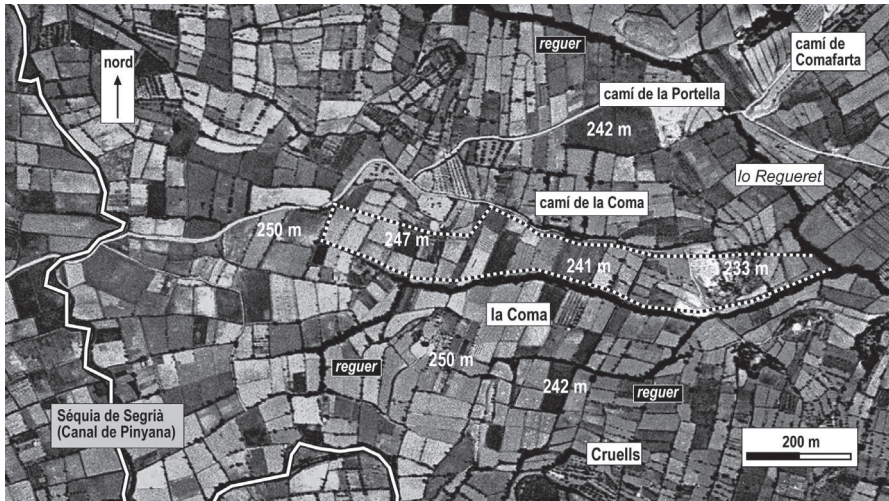 nord
reguer
camí de
Comafarta
camí de la Portella
242 m
lo Regueret
camí de la Coma
250 m
247 m
241 m
233 m
la Coma
250 m
reguer
242 m
reguer
Séquia de Segrià
(Canal de Pinyana)
Cruells
200 m